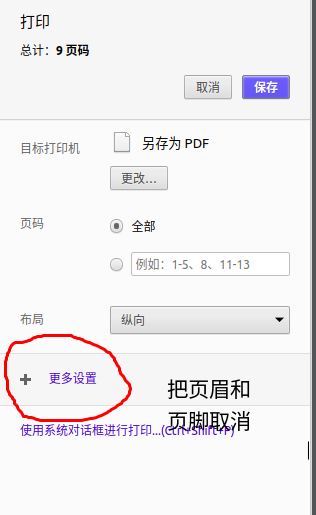 打印
总计：9 页码
取消
保存
目标打印机
另存为 PDF
更改...
页码
全部
例如：1-5、8、11-13
布局
纵向
更多设置
把页眉和
页脚取消
使用系统对话框进行打印...(Ctrl+Shift+P)